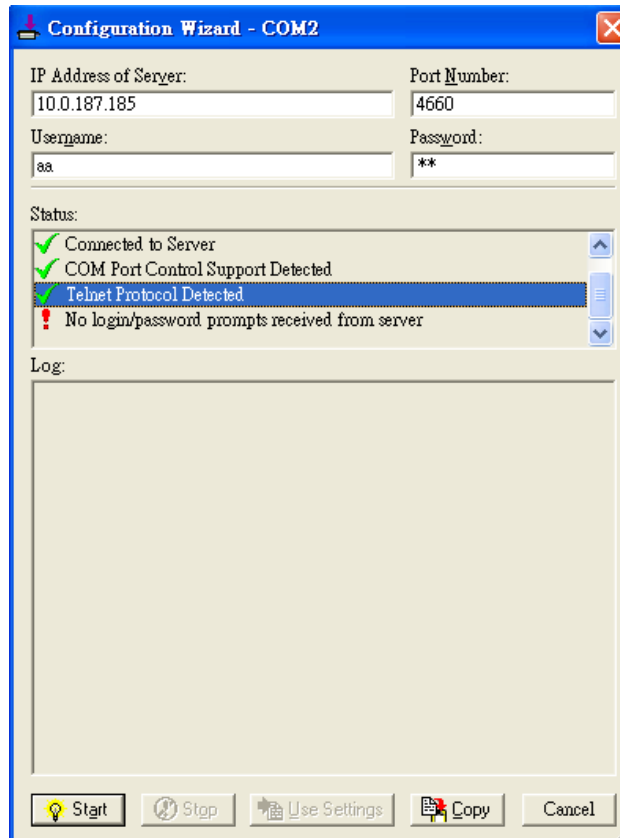 Configuration Wizard - COM2
IP Address of Server: Port Number:
10.0.187.185 4660
Username: Password:
aa **
Status:
Connected to Server
COM Port Control Support Detected
Telnet Protocol Detected
No login/password prompts received from server
Log:
Start Stop Use Settings Copy Cancel